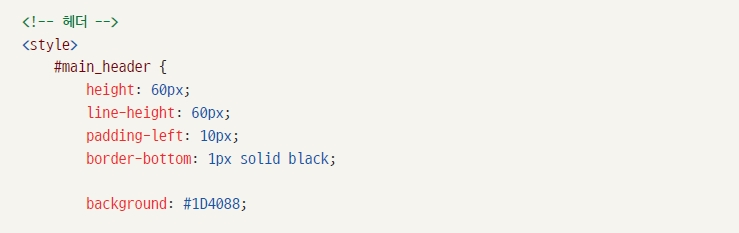 <!-- 헤더 -->
<style>
#main_header {
height: 60px;
line-height: 60px;
padding-left: 10px;
border-bottom: 1px solid black;
background: #1D4088;